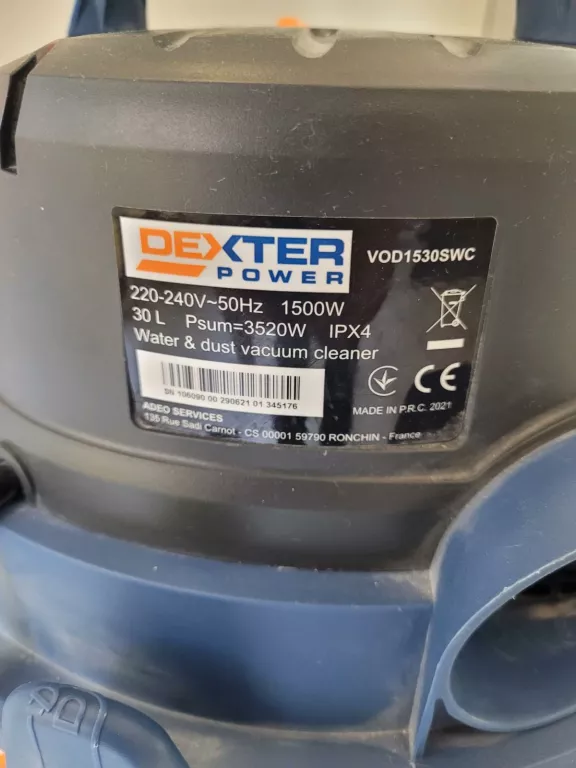 DEXTER
POWER
VOD1530SWC
220-240V~50Hz 1500W
30 L Psum=3520W IPX4
Water & dust vacuum cleaner
SN 106090 00 290621 01 345176
CE
ADEO SERVICES
135 Rue Sadi Carnot - CS 00001 59790 RONCHIN - France
MADE IN P.R.C. 2021